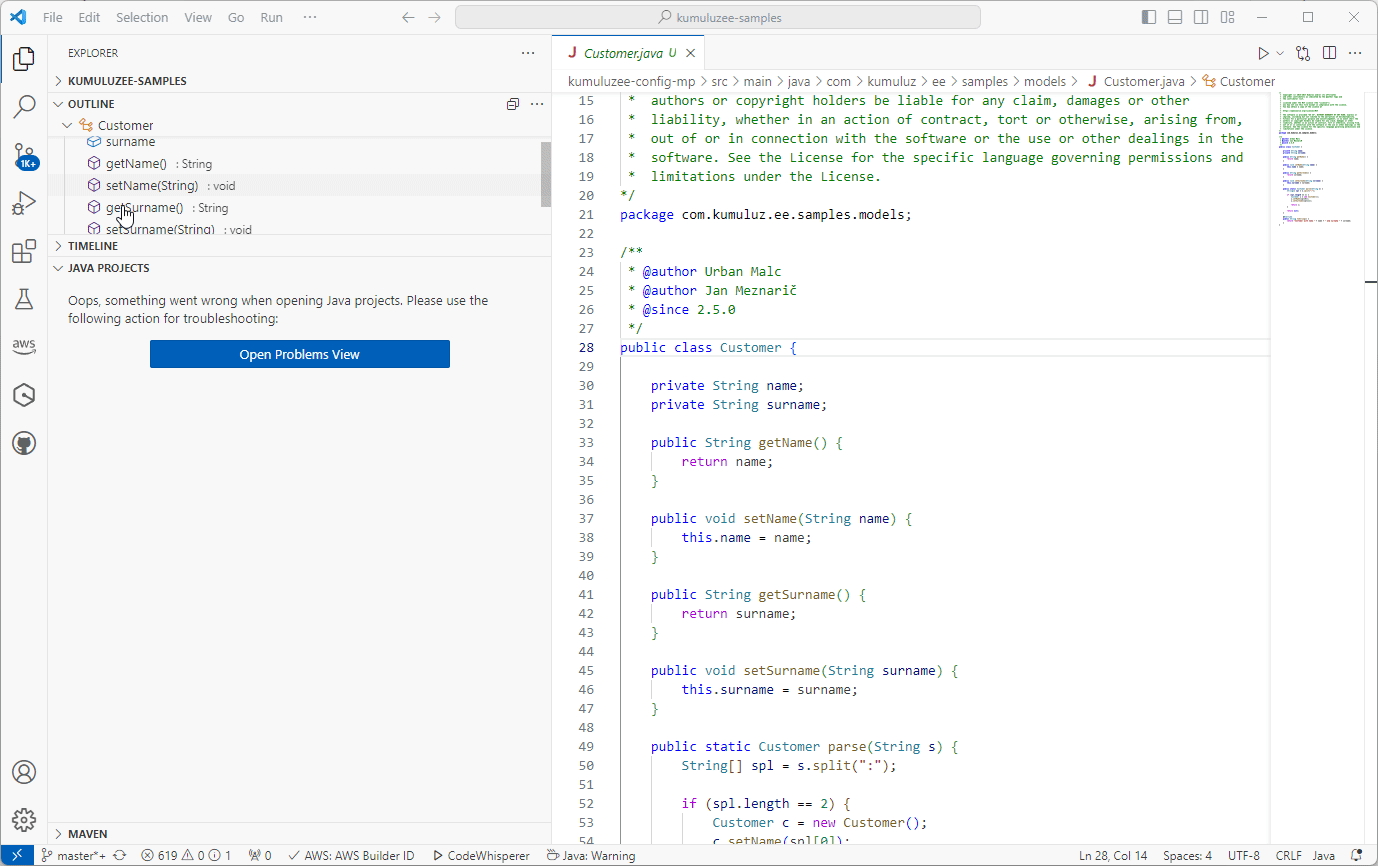 File Edit Selection View Go Run ··· kumuluzee-samples
EXPLORER
KUMULUZEE-SAMPLES
OUTLINE
Customer
surname
getName() : String
setName(String) : void
getSurname() : String
setSurname(String) : void
TIMELINE
JAVA PROJECTS
Oops, something went wrong when opening Java projects. Please use the
following action for troubleshooting:
Open Problems View
MAVEN
1K+
aws
Customer.java U
kumuluzee-config-mp > src > main > java > com > kumuluz > ee > samples > models > J Customer.java > Customer
15 * authors or copyright holders be liable for any claim, damages or other
16 * liability, whether in an action of contract, tort or otherwise, arising from,
17 * out of or in connection with the software or the use or other dealings in the
18 * software. See the License for the specific language governing permissions and
19 * limitations under the License.
20 */
21 package com.kumuluz.ee.samples.models;
22
23 /**
24 * @author Urban Malc
25 * @author Jan Meznarič
26 * @since 2.5.0
27 */
28 public class Customer {
29
30 private String name;
31 private String surname;
32
33 public String getName() {
34 return name;
35 }
36
37 public void setName(String name) {
38 this.name = name;
39 }
40
41 public String getSurname() {
42 return surname;
43 }
44
45 public void setSurname(String surname) {
46 this.surname = surname;
47 }
48
49 public static Customer parse(String s) {
50 String[] spl = s.split(":");
51
52 if (spl.length == 2) {
53 Customer c = new Customer();
54 c.setName(spl[0]);
master*+ 619 0 1 0 AWS: AWS Builder ID CodeWhisperer Java: Warning Ln 28, Col 14 Spaces: 4 UTF-8 CRLF Java